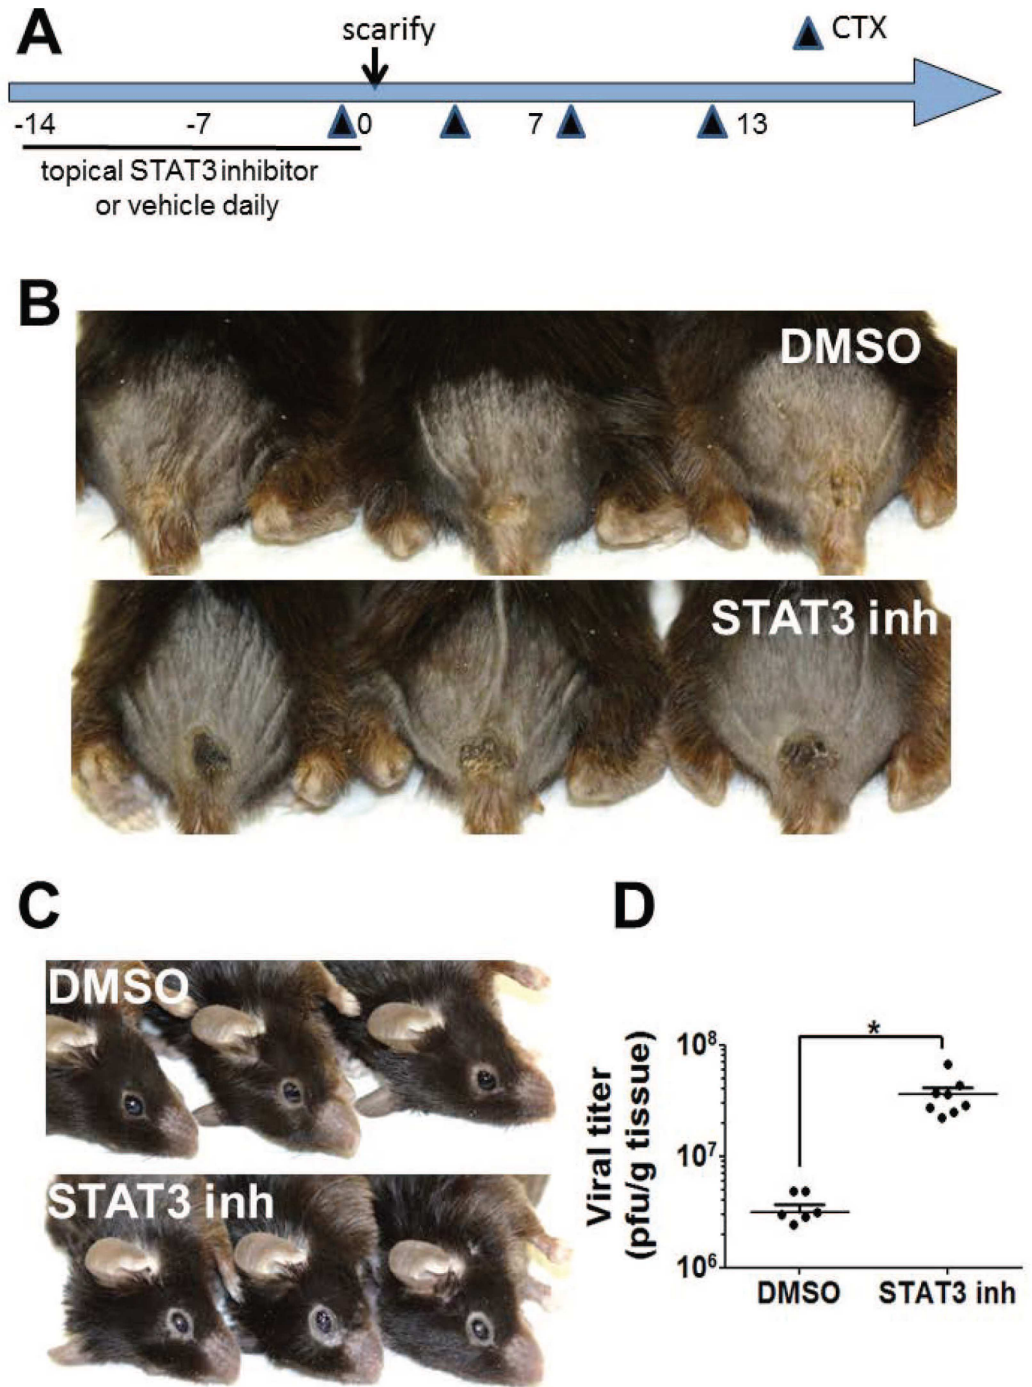 A
scarify
CTX
-14 -7 0 7 13
topical STAT3 inhibitor
or vehicle daily
B
DMSO
STAT3 inh
C
DMSO
STAT3 inh
D
Viral titer
(pfu/g tissue)
*
10⁸
10⁷
10⁶
DMSO STAT3 inh